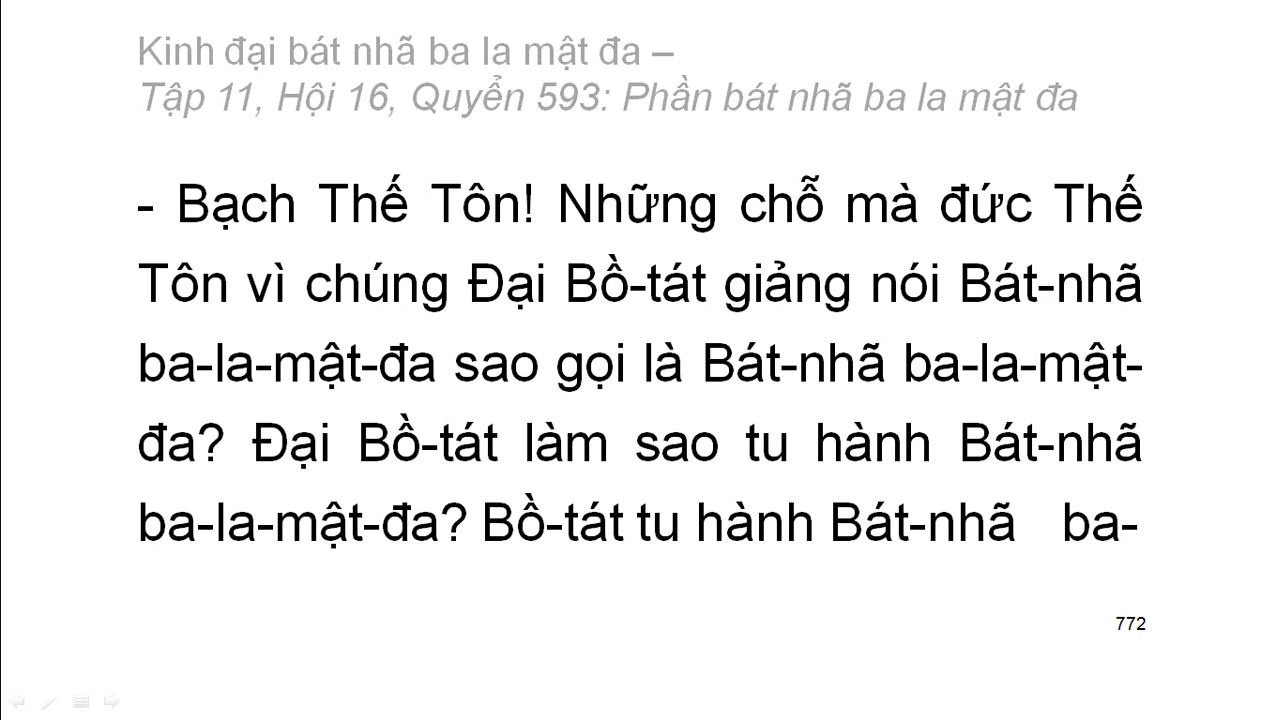 Kinh đại bát nhã ba la mật đa –
Tập 11, Hội 16, Quyển 593: Phần bát nhã ba la mật đa
- Bạch Thế Tôn! Những chỗ mà đức Thế
Tôn vì chúng Đại Bồ-tát giảng nói Bát-nhã
ba-la-mật-đa sao gọi là Bát-nhã ba-la-mật-
đa? Đại Bồ-tát làm sao tu hành Bát-nhã
ba-la-mật-đa? Bồ-tát tu hành Bát-nhã ba-
772